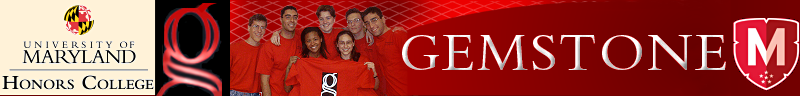 UNIVERSITY OF
MARYLAND
HONORS COLLEGE
g
g
GEMSTONE
M